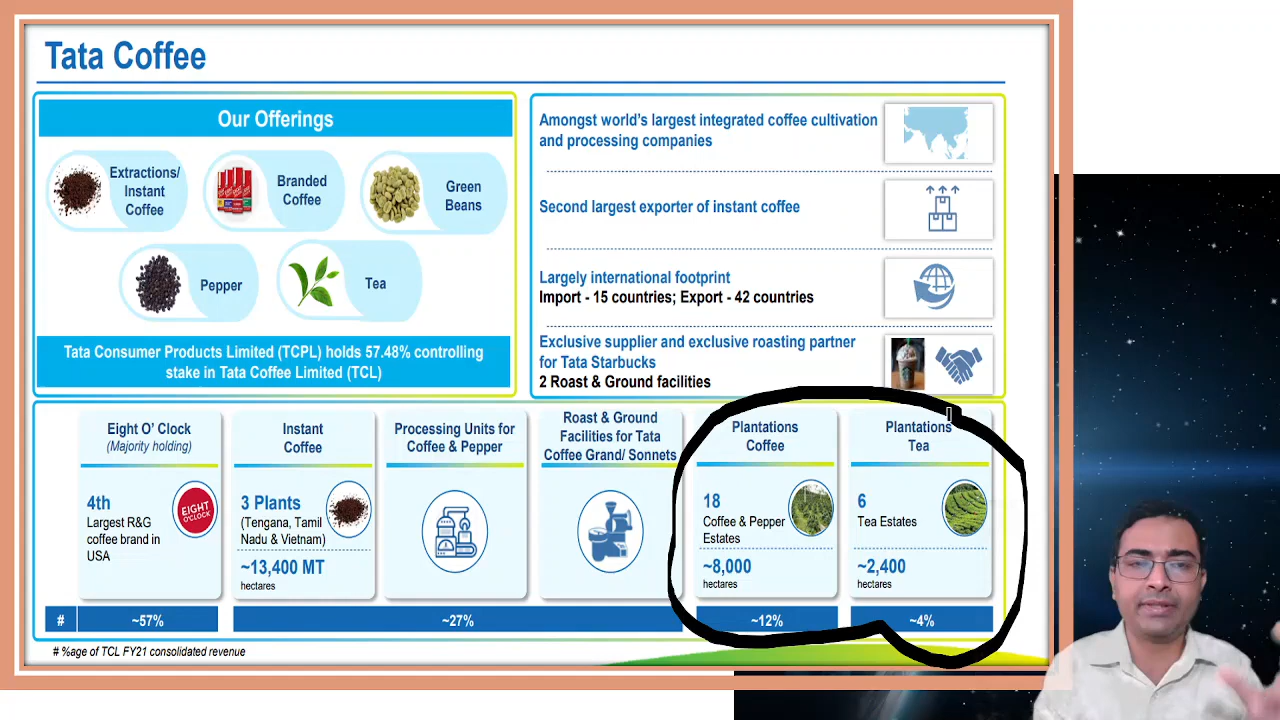 Tata Coffee
Our Offerings
Extractions/
Instant
Coffee
Branded
Coffee
Green
Beans
Pepper
Tea
Tata Consumer Products Limited (TCPL) holds 57.48% controlling
stake in Tata Coffee Limited (TCL)
Amongst world's largest integrated coffee cultivation
and processing companies
Second largest exporter of instant coffee
Largely international footprint
Import - 15 countries; Export - 42 countries
Exclusive supplier and exclusive roasting partner
for Tata Starbucks
2 Roast & Ground facilities
Eight O' Clock
(Majority holding)
4th
Largest R&G
coffee brand in
USA
EIGHT
O'CLOCK
Instant
Coffee
3 Plants
(Tengana, Tamil
Nadu & Vietnam)
~13,400 MT
hectares
Processing Units for
Coffee & Pepper
Roast & Ground
Facilities for Tata
Coffee Grand/ Sonnets
Plantations
Coffee
18
Coffee & Pepper
Estates
~8,000
hectares
Plantations
Tea
6
Tea Estates
~2,400
hectares
#
~57%
~27%
~12%
~4%
# %age of TCL FY21 consolidated revenue